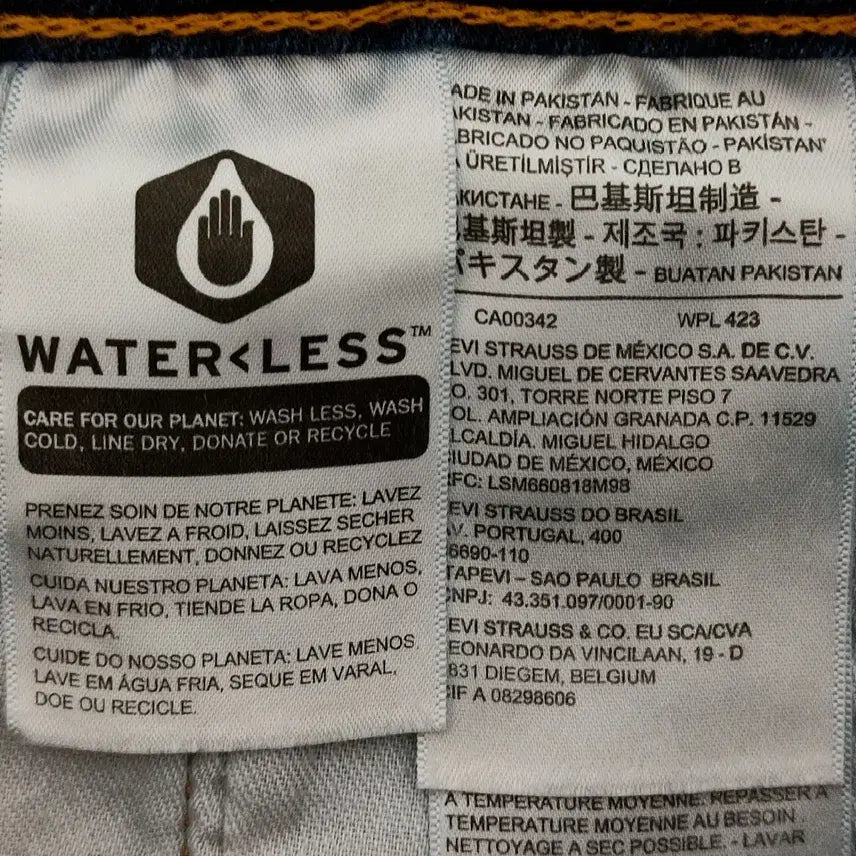 WATER<LESS™
CARE FOR OUR PLANET: WASH LESS, WASH
COLD, LINE DRY, DONATE OR RECYCLE
PRENEZ SOIN DE NOTRE PLANETE: LAVEZ
MOINS, LAVEZ A FROID, LAISSEZ SECHER
NATURELLEMENT, DONNEZ OU RECYCLEZ
CUIDA NUESTRO PLANETA: LAVA MENOS,
LAVA EN FRIO, TIENDE LA ROPA, DONA O
RECICLA.
CUIDE DO NOSSO PLANETA: LAVE MENOS
LAVE EM ÁGUA FRIA, SEQUE EM VARAL,
DOE OU RECICLE.
ADE IN PAKISTAN - FABRIQUE AU
KISTAN - FABRICADO EN PAKISTÁN -
BRICADO NO PAQUISTÃO - PAKİSTAN'
A ÜRETİLMİŞTİR - СДЕЛАНО В
КИСТАНЕ - 巴基斯坦制造 -
基斯坦製 - 제조국 : 파키스탄 -
パキスタン製 - BUATAN PAKISTAN
CA00342 WPL 423
EVI STRAUSS DE MÉXICO S.A. DE C.V.
LVD. MIGUEL DE CERVANTES SAAVEDRA
O. 301, TORRE NORTE PISO 7
OL. AMPLIACIÓN GRANADA C.P. 11529
LCALDÍA. MIGUEL HIDALGO
IUDAD DE MÉXICO, MÉXICO
FC: LSM660818M98
EVI STRAUSS DO BRASIL
V. PORTUGAL, 400
6690-110
TAPEVI – SAO PAULO BRASIL
NPJ: 43.351.097/0001-90
EVI STRAUSS & CO. EU SCA/CVA
EONARDO DA VINCILAAN, 19 - D
831 DIEGEM, BELGIUM
IF A 08298606
A TEMPERATURE MOYENNE. REPASSER A
TEMPERATURE MOYENNE AU BESOIN.
NETTOYAGE A SEC POSSIBLE. - LAVAR